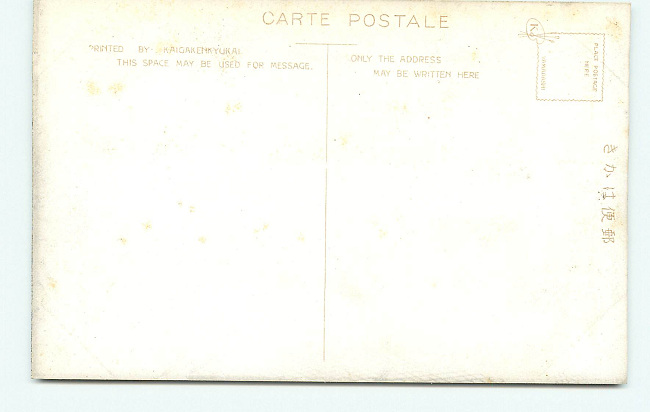 CARTE POSTALE
PRINTED BY KAIGAKENKYUKAI.
THIS SPACE MAY BE USED FOR MESSAGE.
ONLY THE ADDRESS
MAY BE WRITTEN HERE
K
PLACE POSTAGE
HERE
きかは便郵